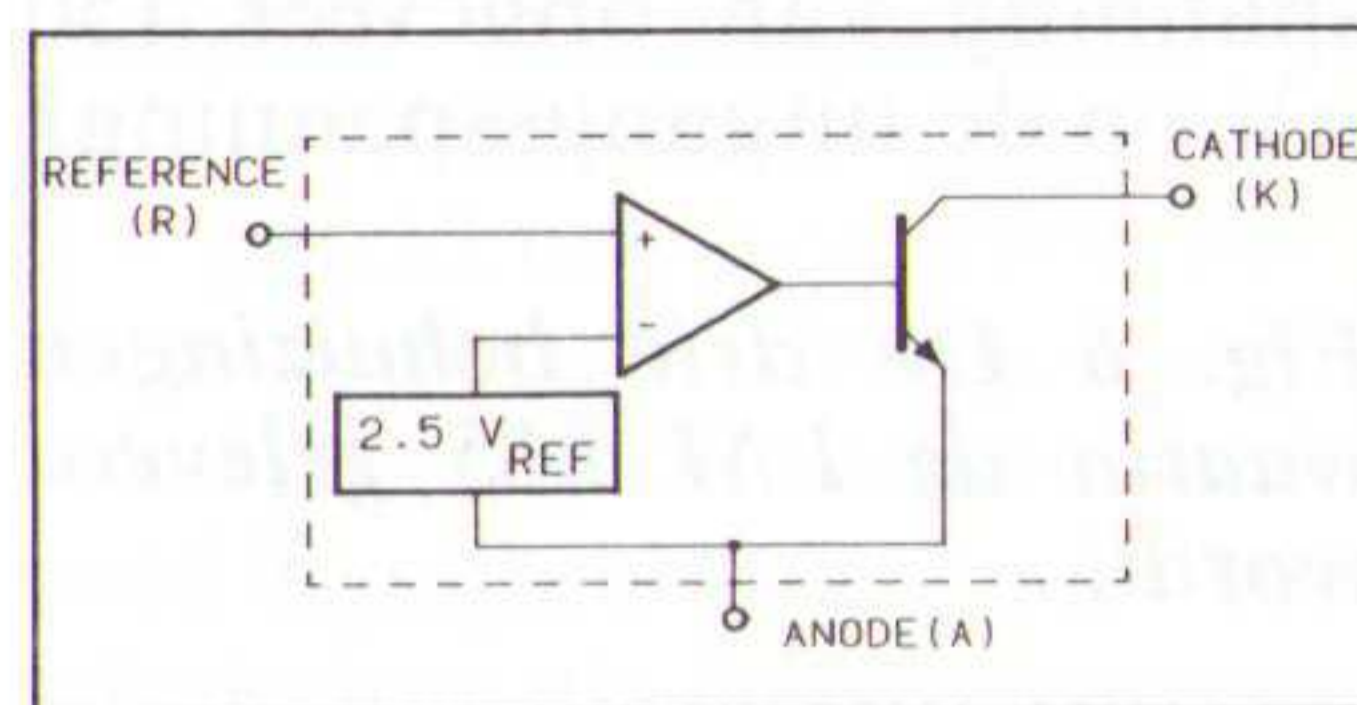 REFERENCE
(R)
CATHODE
(K)
+
-
2.5 V REF
ANODE (A)